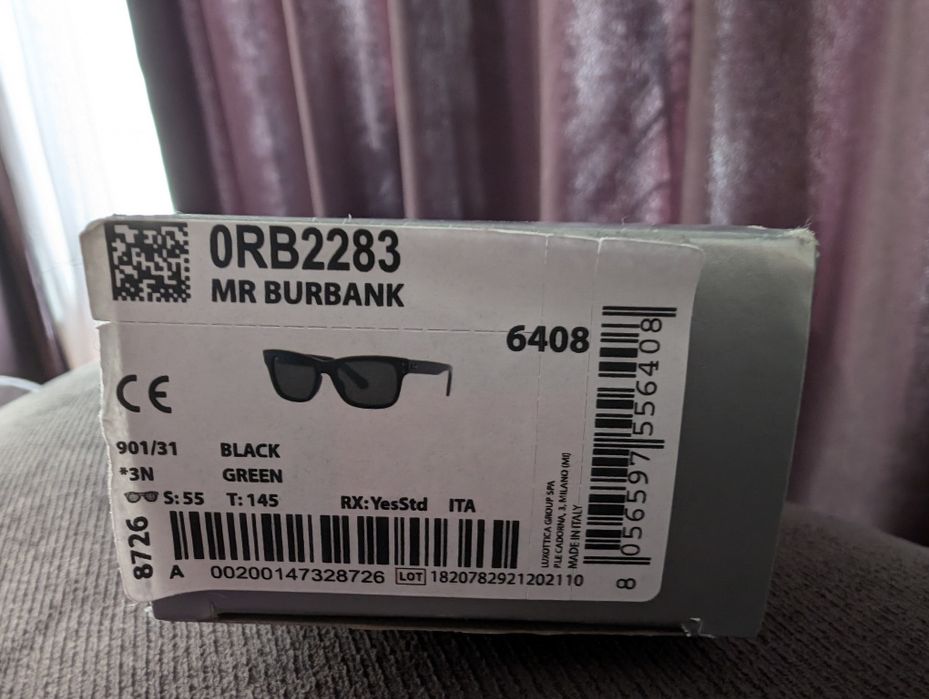 0RB2283
MR BURBANK
6408
CE
901/31 BLACK
*3N GREEN
S: 55 T: 145 RX: YesStd ITA
8726
A 00200147328726 LOT 1820782921202110
LUXOTTICA GROUP SPA
P.LE CADORNA, 3, MILANO (MI)
MADE IN ITALY
8 056597 556408